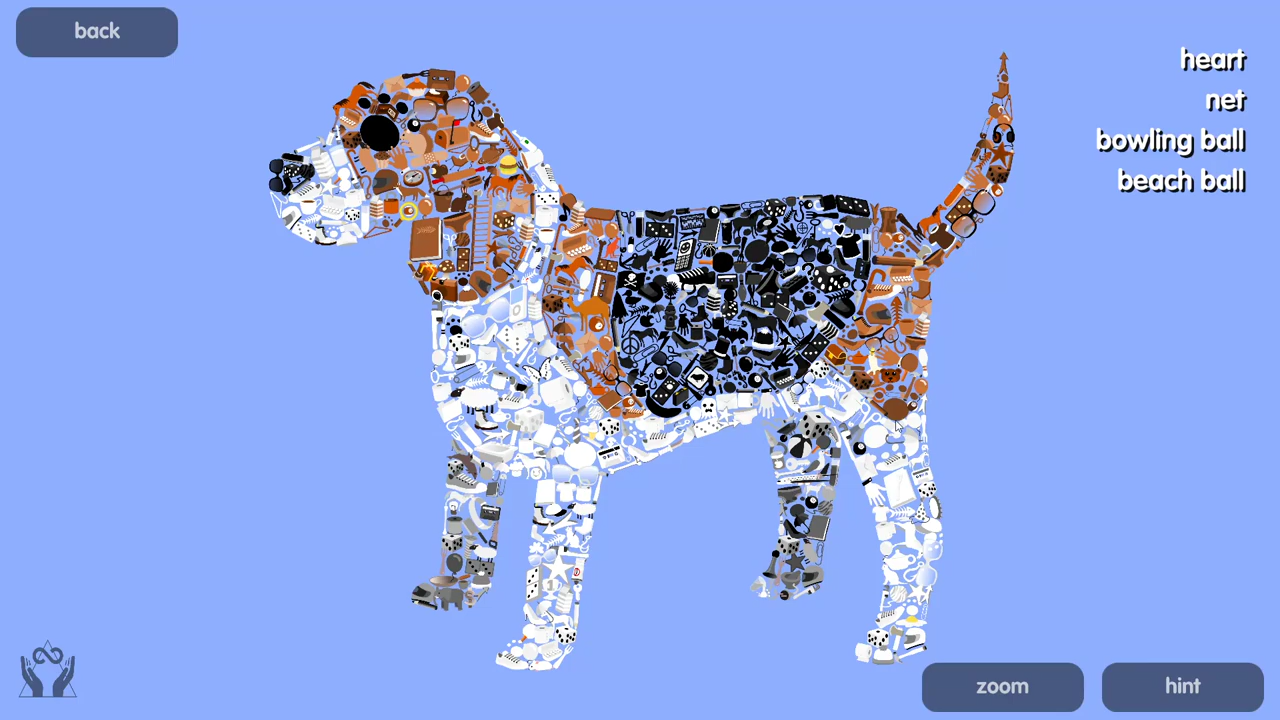 back
heart
net
bowling ball
beach ball
zoom
hint